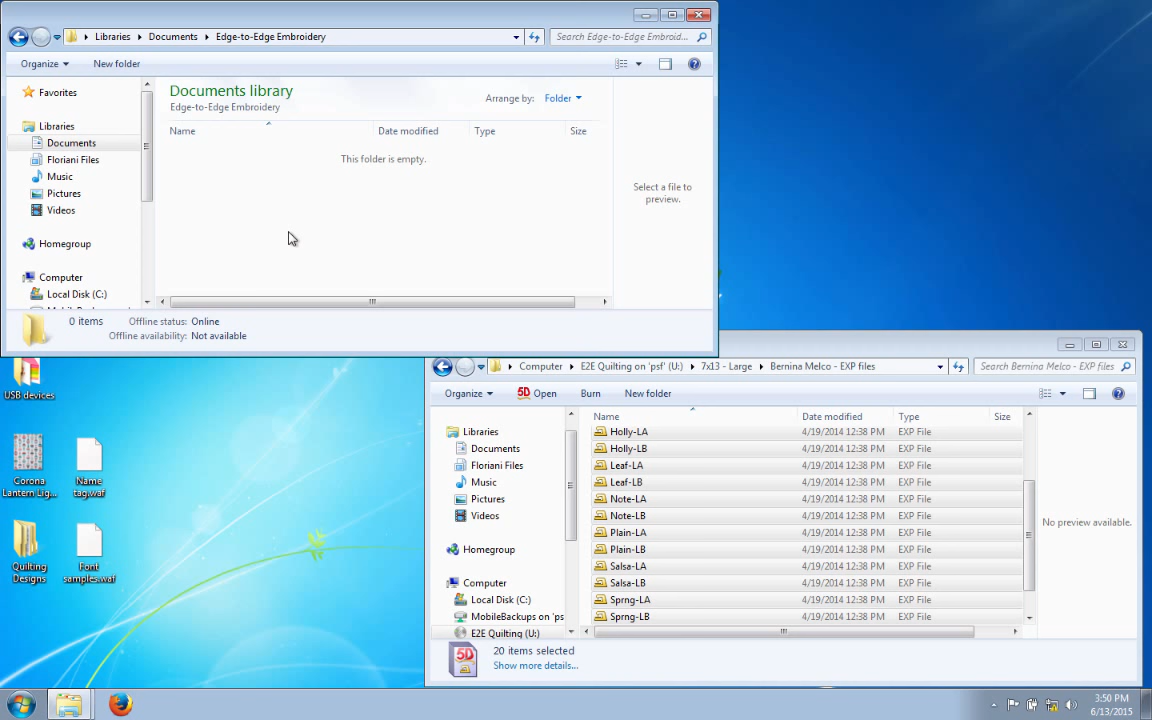 Libraries Documents Edge-to-Edge Embroidery
Search Edge-to-Edge Embroid...
Organize New folder
Favorites
Libraries
Documents
Floriani Files
Music
Pictures
Videos
Homegroup
Computer
Local Disk (C:)
Documents library
Edge-to-Edge Embroidery
Arrange by: Folder
Name Date modified Type Size
This folder is empty.
Select a file to
preview.
0 items Offline status: Online
Offline availability: Not available
USB devices
Corona
Lantern Lig...
Name
tag.waf
Quilting
Designs
Font
samples.waf
Computer E2E Quilting on 'psf' (U:) 7x13 - Large Bernina Melco - EXP files
Search Bernina Melco - EXP files
Organize 5D Open Burn New folder
Libraries
Documents
Floriani Files
Music
Pictures
Videos
Homegroup
Computer
Local Disk (C:)
MobileBackups on 'ps
E2E Quilting (U:)
Name Date modified Type Size
Holly-LA 4/19/2014 12:38 PM EXP File
Holly-LB 4/19/2014 12:38 PM EXP File
Leaf-LA 4/19/2014 12:38 PM EXP File
Leaf-LB 4/19/2014 12:38 PM EXP File
Note-LA 4/19/2014 12:38 PM EXP File
Note-LB 4/19/2014 12:38 PM EXP File
Plain-LA 4/19/2014 12:38 PM EXP File
Plain-LB 4/19/2014 12:38 PM EXP File
Salsa-LA 4/19/2014 12:38 PM EXP File
Salsa-LB 4/19/2014 12:38 PM EXP File
Sprng-LA 4/19/2014 12:38 PM EXP File
Sprng-LB 4/19/2014 12:38 PM EXP File
No preview available.
5D
20 items selected
Show more details...
3:50 PM
6/13/2015